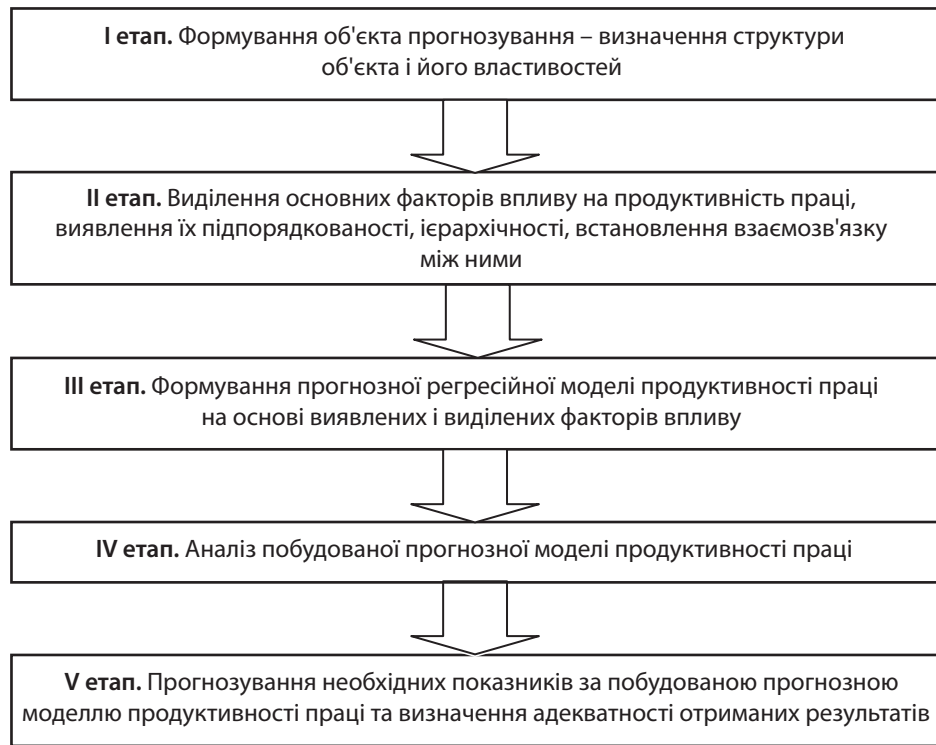 I етап. Формування об'єкта прогнозування – визначення структури
об'єкта і його властивостей
II етап. Виділення основних факторів впливу на продуктивність праці,
виявлення їх підпорядкованості, ієрархічності, встановлення взаємозв'язку
між ними
III етап. Формування прогнозної регресійної моделі продуктивності праці
на основі виявлених і виділених факторів впливу
IV етап. Аналіз побудованої прогнозної моделі продуктивності праці
V етап. Прогнозування необхідних показників за побудованою прогнозною
моделлю продуктивності праці та визначення адекватності отриманих результатів